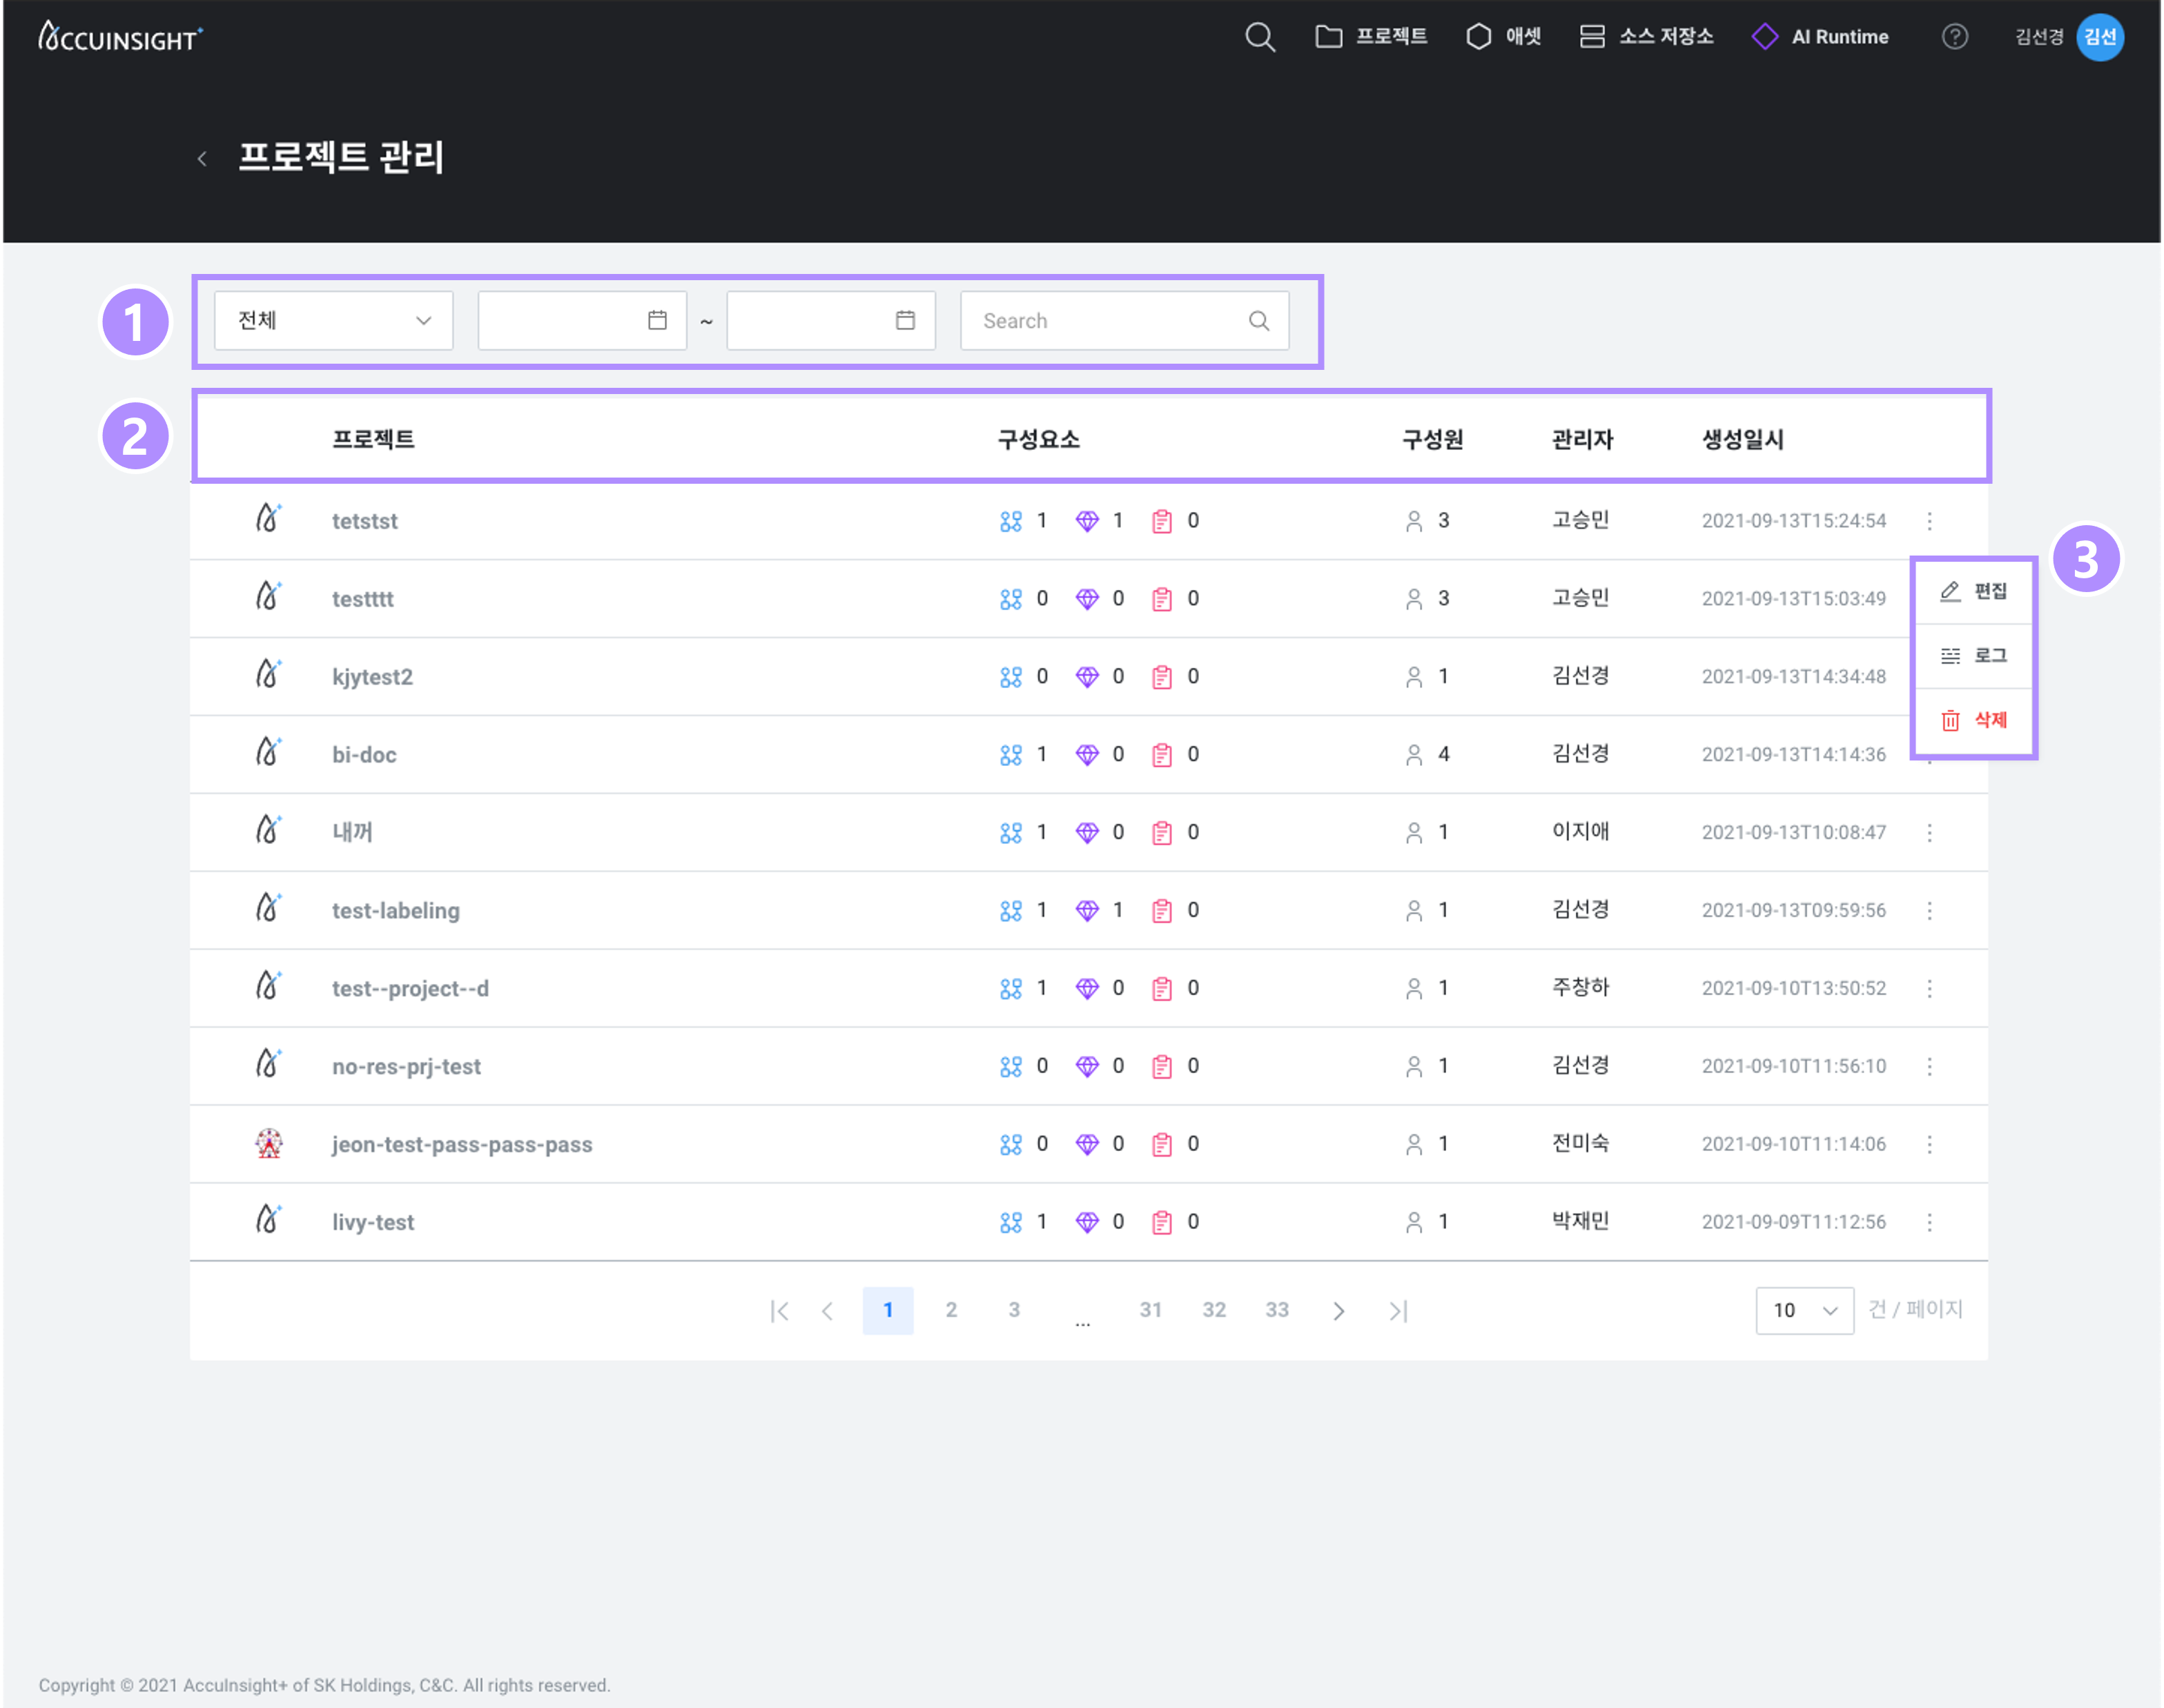 ACCUINSIGHT+ 프로젝트 애셋 소스 저장소 AI Runtime ? 김선경 김선
프로젝트 관리
1 전체 ~ Search
2 프로젝트 구성요소 구성원 관리자 생성일시
tetstst 1 1 0 3 고승민 2021-09-13T15:24:54
3
testttt 0 0 0 3 고승민 2021-09-13T15:03:49 편집
로그
kjytest2 0 0 0 1 김선경 2021-09-13T14:34:48
삭제
bi-doc 1 0 0 4 김선경 2021-09-13T14:14:36
내꺼 1 0 0 1 이지애 2021-09-13T10:08:47
test-labeling 1 1 0 1 김선경 2021-09-13T09:59:56
test--project--d 1 0 0 1 주창하 2021-09-10T13:50:52
no-res-prj-test 0 0 0 1 김선경 2021-09-10T11:56:10
jeon-test-pass-pass-pass 0 0 0 1 전미숙 2021-09-10T11:14:06
livy-test 1 0 0 1 박재민 2021-09-09T11:12:56
1 2 3 ... 31 32 33 10 건 / 페이지
Copyright © 2021 AccuInsight+ of SK Holdings, C&C. All rights reserved.